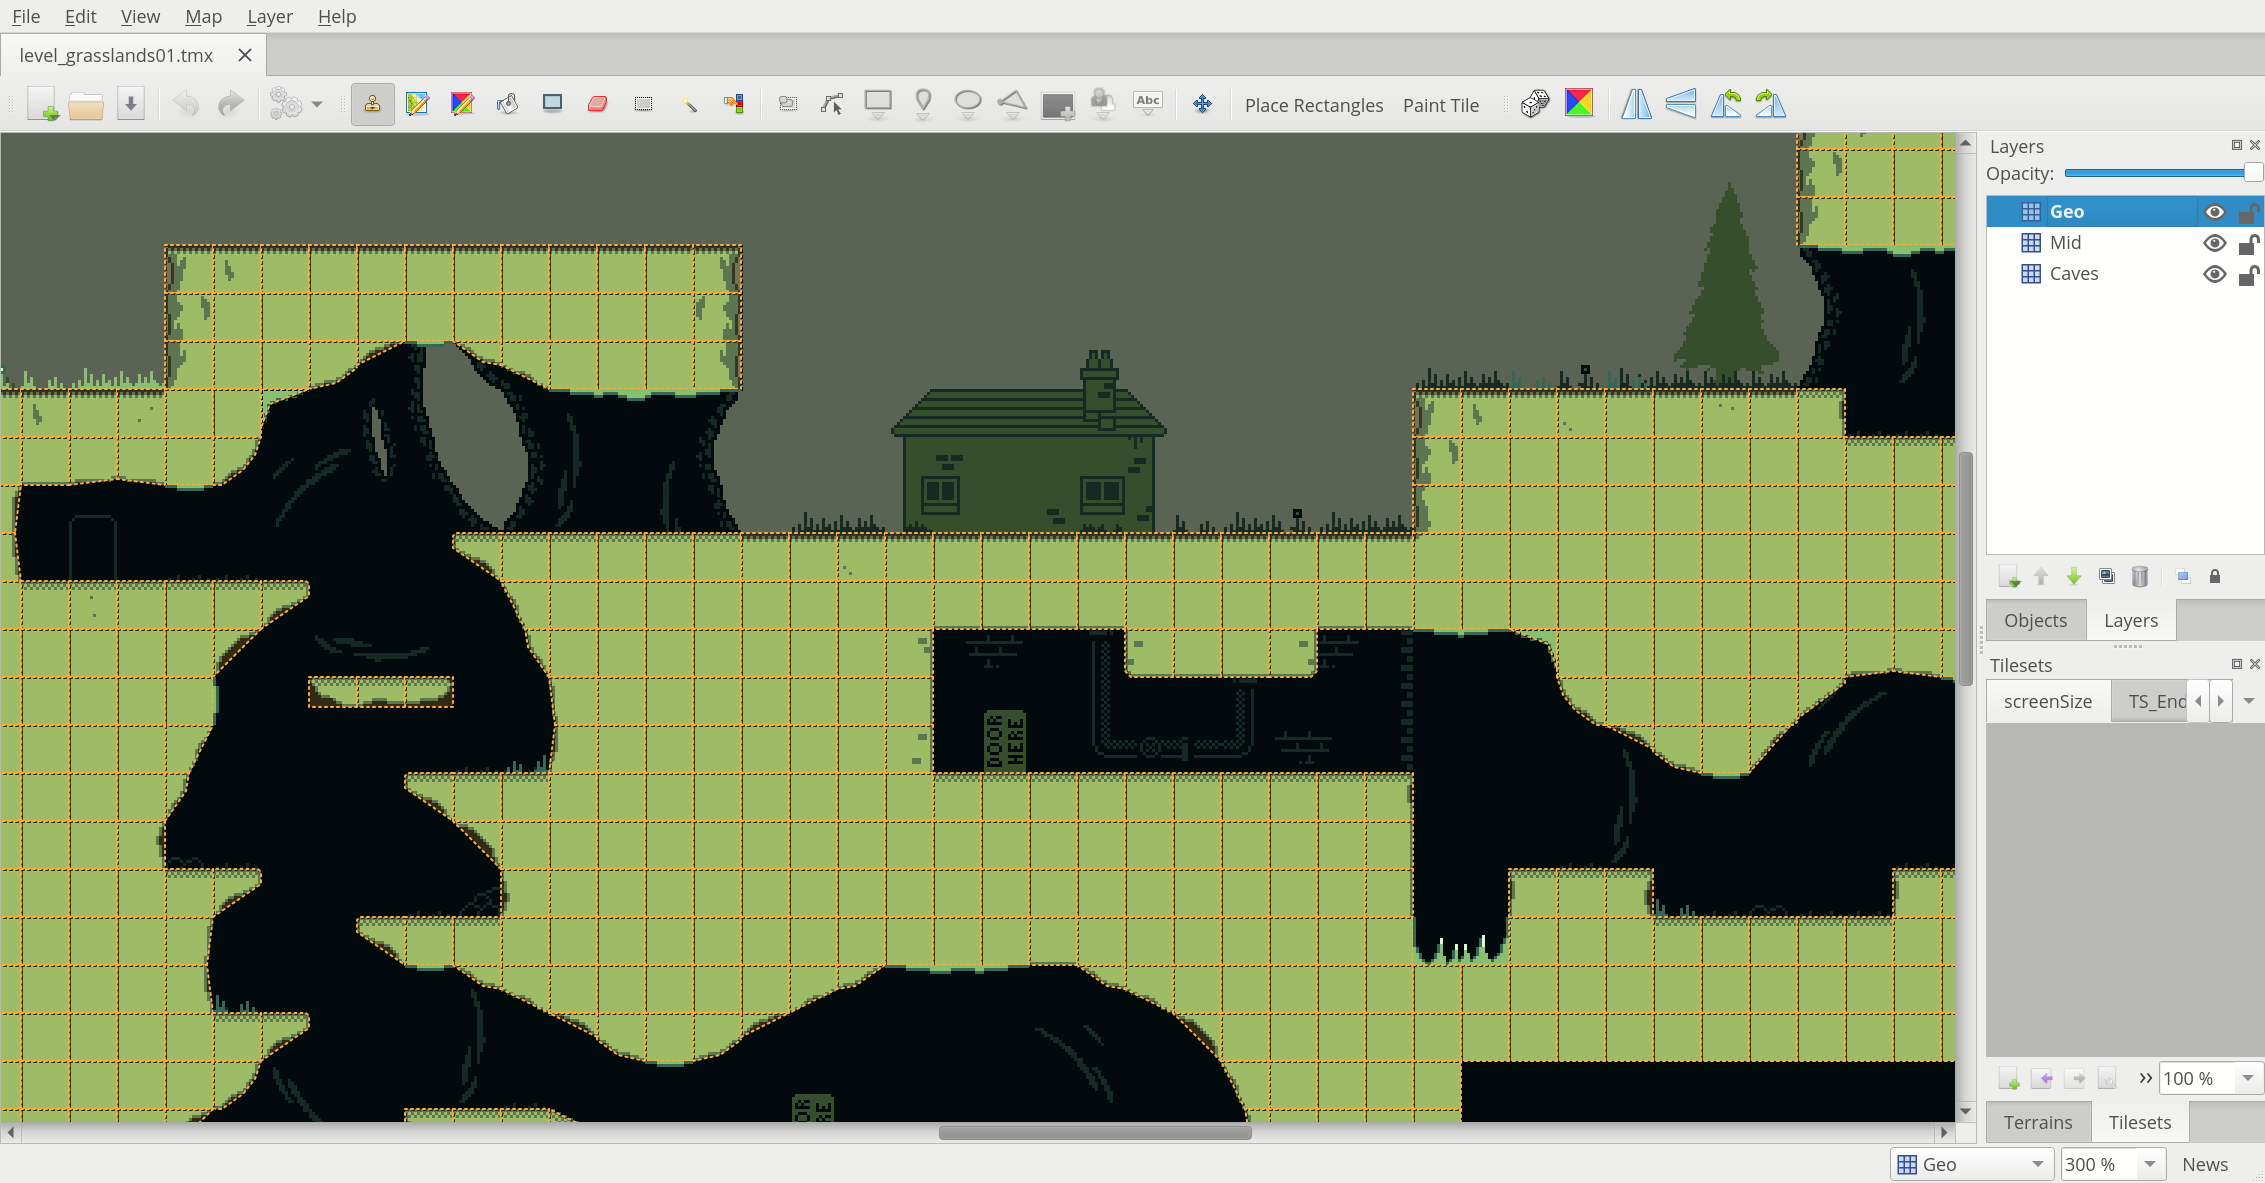 File Edit View Map Layer Help
level_grasslands01.tmx
Abc
Place Rectangles Paint Tile
Layers
Opacity:
Geo
Mid
Caves
Objects Layers
Tilesets
screenSize TS_End
DOOR
HERE
100 %
Terrains Tilesets
Geo 300 % News